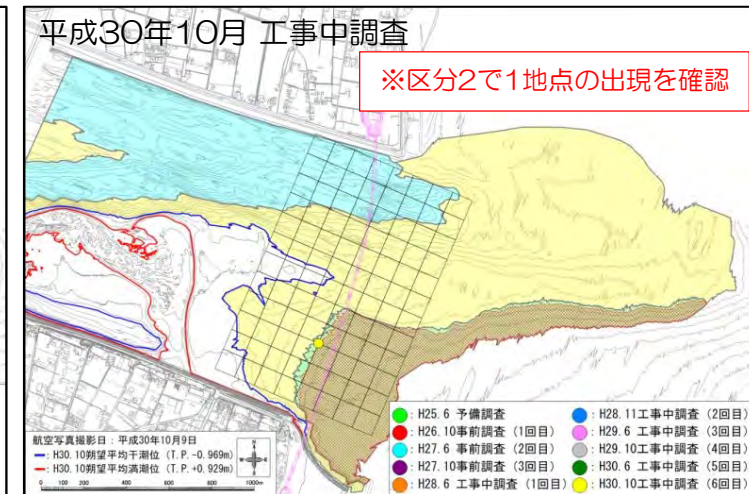 平成30年10月 工事中調査
※区分2で1地点の出現を確認
航空写真撮影日：平成30年10月9日
：H30.10朔望平均干潮位（T.P.-0.969m）
：H30.10朔望平均満潮位（T.P.+0.929m）
0 100 200 400 600 800 1000m
：H25.6 予備調査
：H26.10事前調査（1回目）
：H27.6 事前調査（2回目）
：H27.10事前調査（3回目）
：H28.6 工事中調査（1回目）
：H28.11工事中調査（2回目）
：H29.6 工事中調査（3回目）
：H29.10工事中調査（4回目）
：H30.6 工事中調査（5回目）
：H30.10工事中調査（6回目）